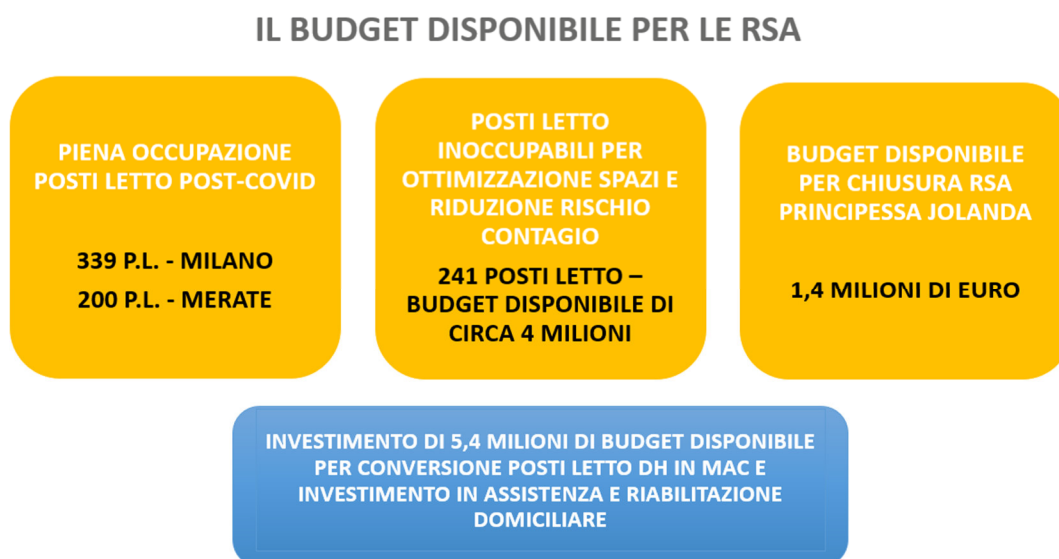 IL BUDGET DISPONIBILE PER LE RSA
PIENA OCCUPAZIONE
POSTI LETTO POST-COVID
339 P.L. - MILANO
200 P.L. - MERATE
POSTI LETTO
INOCCUPABILI PER
OTTIMIZZAZIONE SPAZI E
RIDUZIONE RISCHIO
CONTAGIO
241 POSTI LETTO –
BUDGET DISPONIBILE DI
CIRCA 4 MILIONI
BUDGET DISPONIBILE
PER CHIUSURA RSA
PRINCIPESSA JOLANDA
1,4 MILIONI DI EURO
INVESTIMENTO DI 5,4 MILIONI DI BUDGET DISPONIBILE
PER CONVERSIONE POSTI LETTO DH IN MAC E
INVESTIMENTO IN ASSISTENZA E RIABILITAZIONE
DOMICILIARE